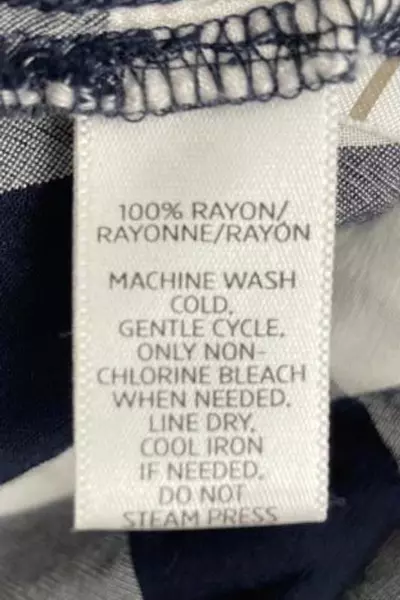 100% RAYON/
RAYONNE/RAYÓN
MACHINE WASH
COLD,
GENTLE CYCLE,
ONLY NON-
CHLORINE BLEACH
WHEN NEEDED,
LINE DRY,
COOL IRON
IF NEEDED,
DO NOT
STEAM PRESS